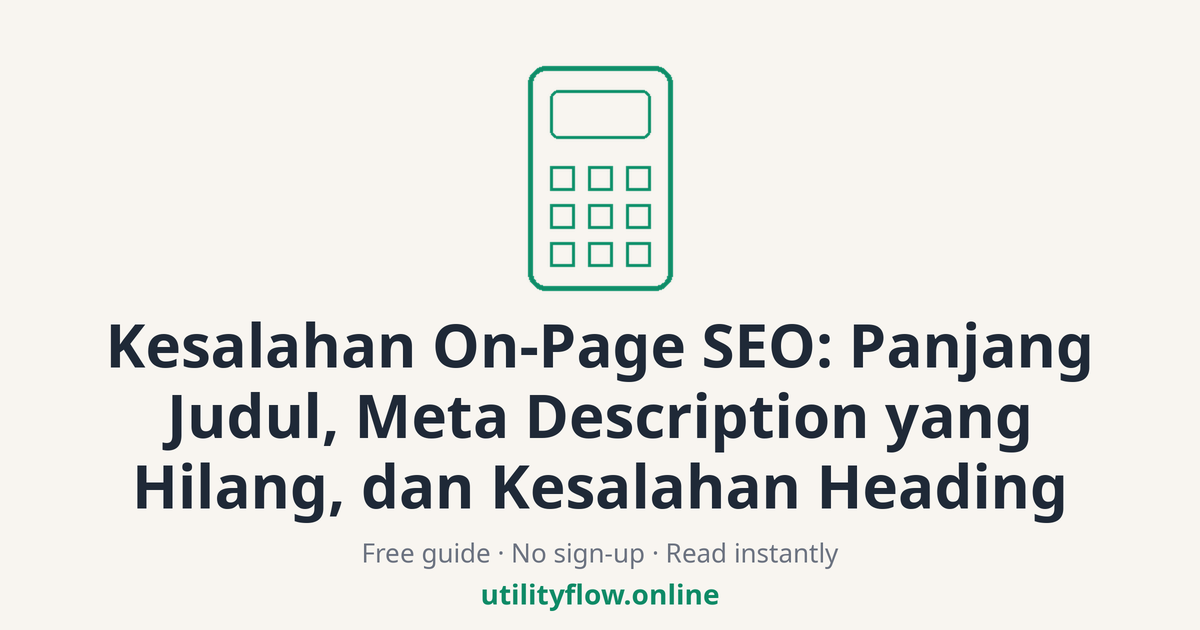 Kesalahan On-Page SEO: Panjang
Judul, Meta Description yang
Hilang, dan Kesalahan Heading
Free guide · No sign-up · Read instantly
utilityflow.online